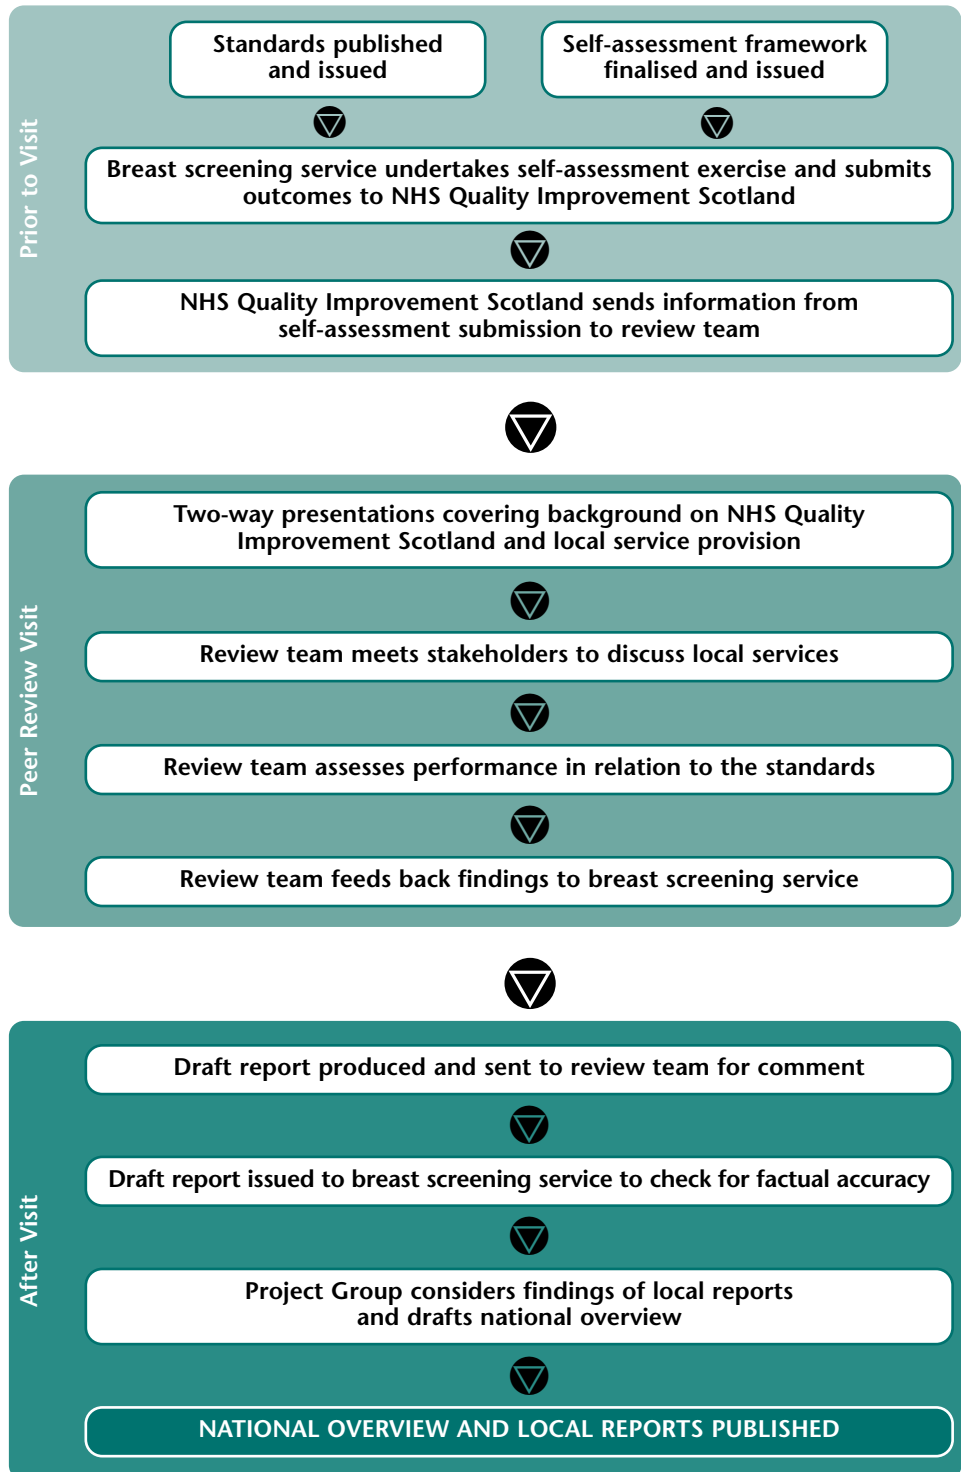 Prior to Visit
Standards published
and issued
Self-assessment framework
finalised and issued
Breast screening service undertakes self-assessment exercise and submits
outcomes to NHS Quality Improvement Scotland
NHS Quality Improvement Scotland sends information from
self-assessment submission to review team
Peer Review Visit
Two-way presentations covering background on NHS Quality
Improvement Scotland and local service provision
Review team meets stakeholders to discuss local services
Review team assesses performance in relation to the standards
Review team feeds back findings to breast screening service
After Visit
Draft report produced and sent to review team for comment
Draft report issued to breast screening service to check for factual accuracy
Project Group considers findings of local reports
and drafts national overview
NATIONAL OVERVIEW AND LOCAL REPORTS PUBLISHED